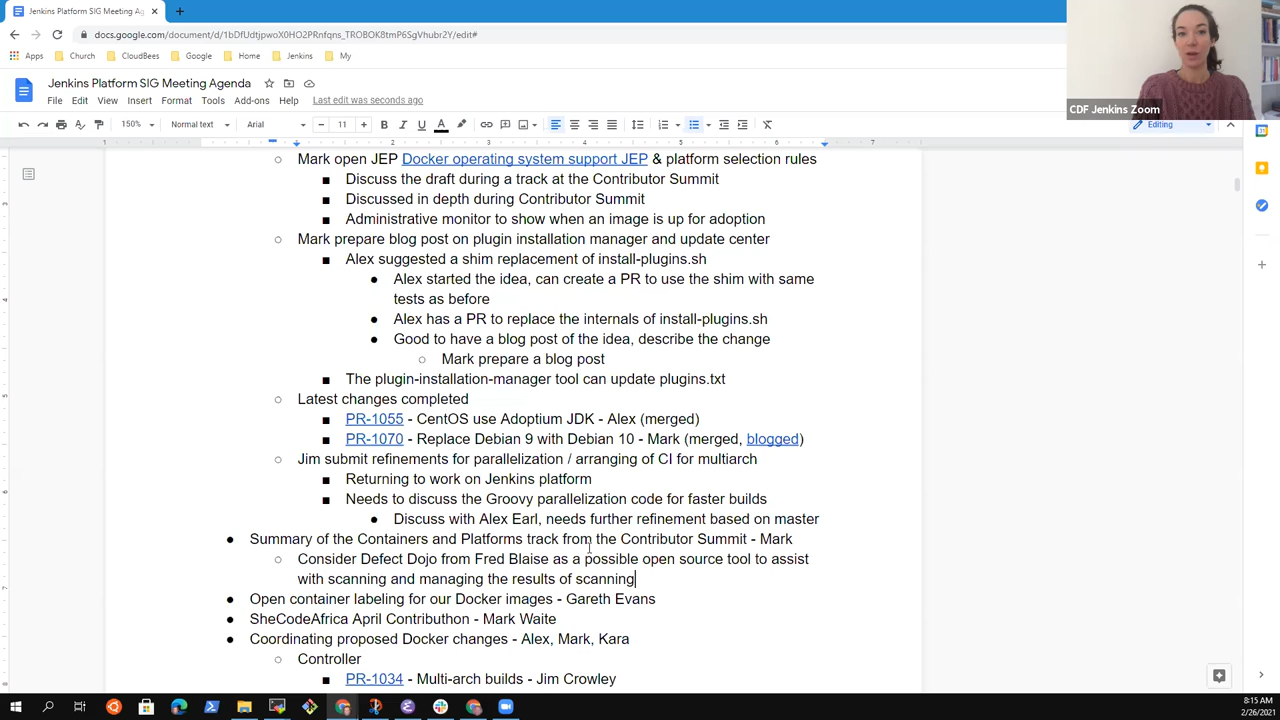 Jenkins Platform SIG Meeting Ag
docs.google.com/document/d/1bDfUdtjpwoX0HO2PRnfqns_TROBOK8tmP6SgVhubr2Y/edit#
Apps Church CloudBees Google Home Jenkins My
Jenkins Platform SIG Meeting Agenda
File Edit View Insert Format Tools Add-ons Help Last edit was seconds ago
CDF Jenkins Zoom
150% Normal text Arial 11 Editing
1 1 2 3 4 5 6 7
Mark open JEP Docker operating system support JEP & platform selection rules
Discuss the draft during a track at the Contributor Summit
Discussed in depth during Contributor Summit
Administrative monitor to show when an image is up for adoption
Mark prepare blog post on plugin installation manager and update center
Alex suggested a shim replacement of install-plugins.sh
Alex started the idea, can create a PR to use the shim with same
tests as before
Alex has a PR to replace the internals of install-plugins.sh
Good to have a blog post of the idea, describe the change
Mark prepare a blog post
The plugin-installation-manager tool can update plugins.txt
Latest changes completed
PR-1055 - CentOS use Adoptium JDK - Alex (merged)
PR-1070 - Replace Debian 9 with Debian 10 - Mark (merged, blogged)
Jim submit refinements for parallelization / arranging of CI for multiarch
Returning to work on Jenkins platform
Needs to discuss the Groovy parallelization code for faster builds
Discuss with Alex Earl, needs further refinement based on master
Summary of the Containers and Platforms track from the Contributor Summit - Mark
Consider Defect Dojo from Fred Blaise as a possible open source tool to assist
with scanning and managing the results of scanning
Open container labeling for our Docker images - Gareth Evans
SheCodeAfrica April Contributhon - Mark Waite
Coordinating proposed Docker changes - Alex, Mark, Kara
Controller
PR-1034 - Multi-arch builds - Jim Crowley
8:15 AM
2/26/2021